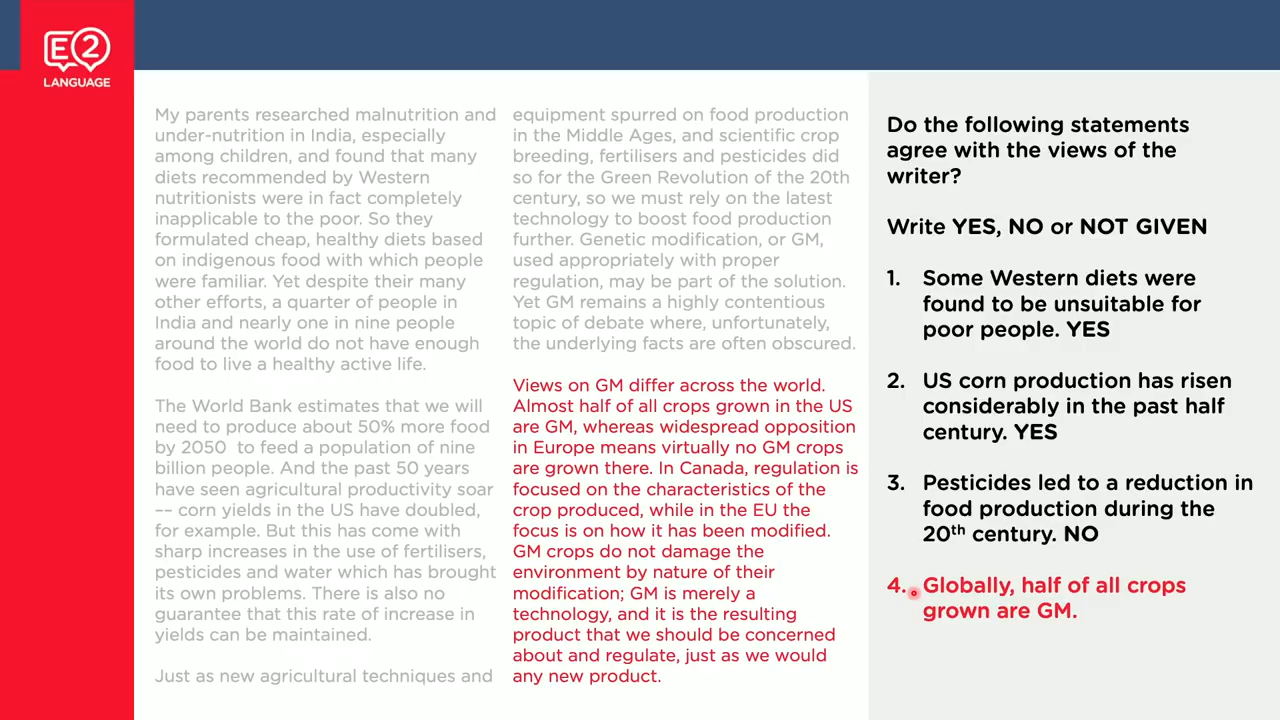 E2
LANGUAGE
My parents researched malnutrition and
under-nutrition in India, especially
among children, and found that many
diets recommended by Western
nutritionists were in fact completely
inapplicable to the poor. So they
formulated cheap, healthy diets based
on indigenous food with which people
were familiar. Yet despite their many
other efforts, a quarter of people in
India and nearly one in nine people
around the world do not have enough
food to live a healthy active life.
The World Bank estimates that we will
need to produce about 50% more food
by 2050 to feed a population of nine
billion people. And the past 50 years
have seen agricultural productivity soar
–– corn yields in the US have doubled,
for example. But this has come with
sharp increases in the use of fertilisers,
pesticides and water which has brought
its own problems. There is also no
guarantee that this rate of increase in
yields can be maintained.
Just as new agricultural techniques and
equipment spurred on food production
in the Middle Ages, and scientific crop
breeding, fertilisers and pesticides did
so for the Green Revolution of the 20th
century, so we must rely on the latest
technology to boost food production
further. Genetic modification, or GM,
used appropriately with proper
regulation, may be part of the solution.
Yet GM remains a highly contentious
topic of debate where, unfortunately,
the underlying facts are often obscured.
Views on GM differ across the world.
Almost half of all crops grown in the US
are GM, whereas widespread opposition
in Europe means virtually no GM crops
are grown there. In Canada, regulation is
focused on the characteristics of the
crop produced, while in the EU the
focus is on how it has been modified.
GM crops do not damage the
environment by nature of their
modification; GM is merely a
technology, and it is the resulting
product that we should be concerned
about and regulate, just as we would
any new product.
Do the following statements
agree with the views of the
writer?
Write YES, NO or NOT GIVEN
1. Some Western diets were
found to be unsuitable for
poor people. YES
2. US corn production has risen
considerably in the past half
century. YES
3. Pesticides led to a reduction in
food production during the
20th century. NO
4. Globally, half of all crops
grown are GM.